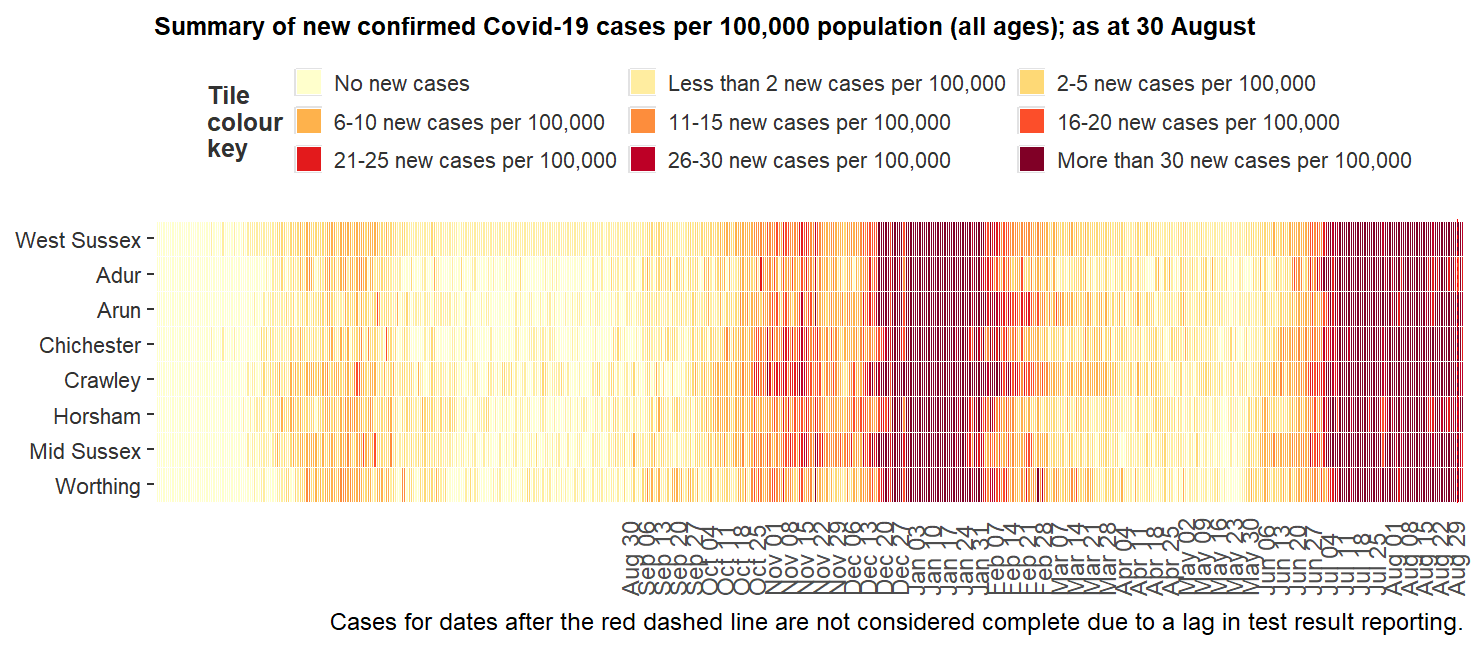 Summary of new confirmed Covid-19 cases per 100,000 population (all ages); as at 30 August
Tile
colour
key
No new cases
Less than 2 new cases per 100,000
2-5 new cases per 100,000
6-10 new cases per 100,000
11-15 new cases per 100,000
16-20 new cases per 100,000
21-25 new cases per 100,000
26-30 new cases per 100,000
More than 30 new cases per 100,000
West Sussex
Adur
Arun
Chichester
Crawley
Horsham
Mid Sussex
Worthing
Aug 30
Sep 06
Sep 13
Sep 20
Sep 27
Oct 04
Oct 11
Oct 18
Oct 25
Nov 01
Nov 08
Nov 15
Nov 22
Nov 29
Dec 06
Dec 13
Dec 20
Dec 27
Jan 03
Jan 10
Jan 17
Jan 24
Jan 31
Feb 07
Feb 14
Feb 21
Feb 28
Mar 07
Mar 14
Mar 21
Mar 28
Apr 04
Apr 11
Apr 18
Apr 25
May 02
May 09
May 16
May 23
May 30
Jun 06
Jun 13
Jun 20
Jun 27
Jul 04
Jul 11
Jul 18
Jul 25
Aug 01
Aug 08
Aug 15
Aug 22
Aug 29
Cases for dates after the red dashed line are not considered complete due to a lag in test result reporting.